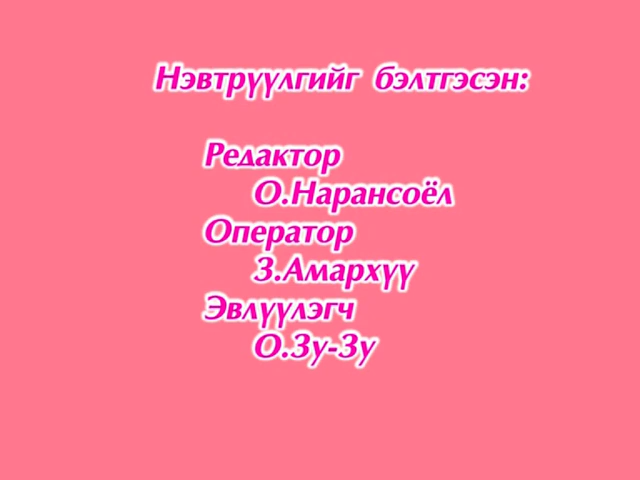 Нэвтрүүлгийг бэлтгэсэн:
Редактор
О.Нарансоёл
Оператор
З.Амархүү
Эвлүүлэгч
О.Зу-Зу